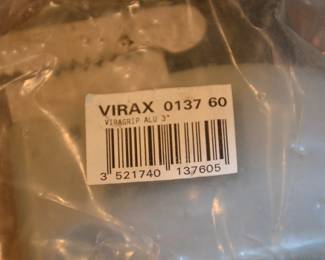 VIRAX 0137 60
VIRAGRIP ALU 3"
3 521740 137605